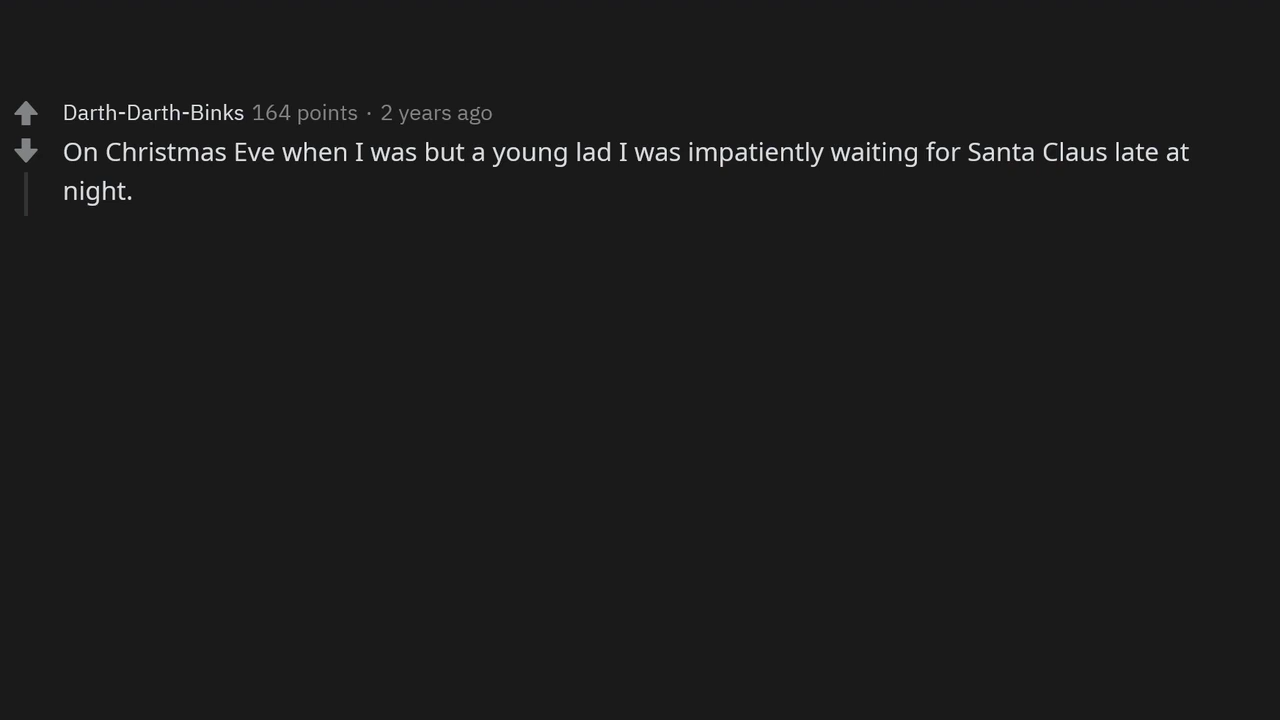 Darth-Darth-Binks 164 points · 2 years ago
On Christmas Eve when I was but a young lad I was impatiently waiting for Santa Claus late at
night.